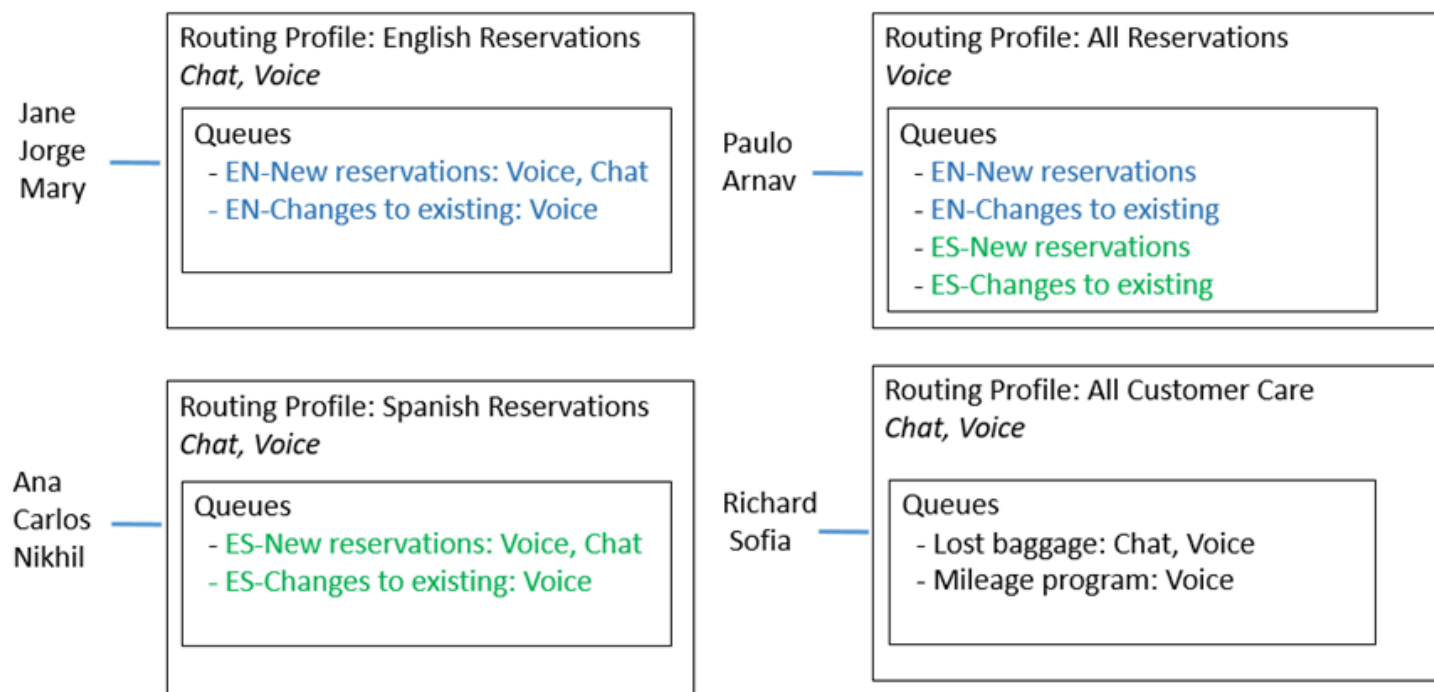 Jane
Jorge
Mary
Routing Profile: English Reservations
Chat, Voice
Queues
- EN-New reservations: Voice, Chat
- EN-Changes to existing: Voice
Paulo
Arnav
Routing Profile: All Reservations
Voice
Queues
- EN-New reservations
- EN-Changes to existing
- ES-New reservations
- ES-Changes to existing
Ana
Carlos
Nikhil
Routing Profile: Spanish Reservations
Chat, Voice
Queues
- ES-New reservations: Voice, Chat
- ES-Changes to existing: Voice
Richard
Sofia
Routing Profile: All Customer Care
Chat, Voice
Queues
- Lost baggage: Chat, Voice
- Mileage program: Voice